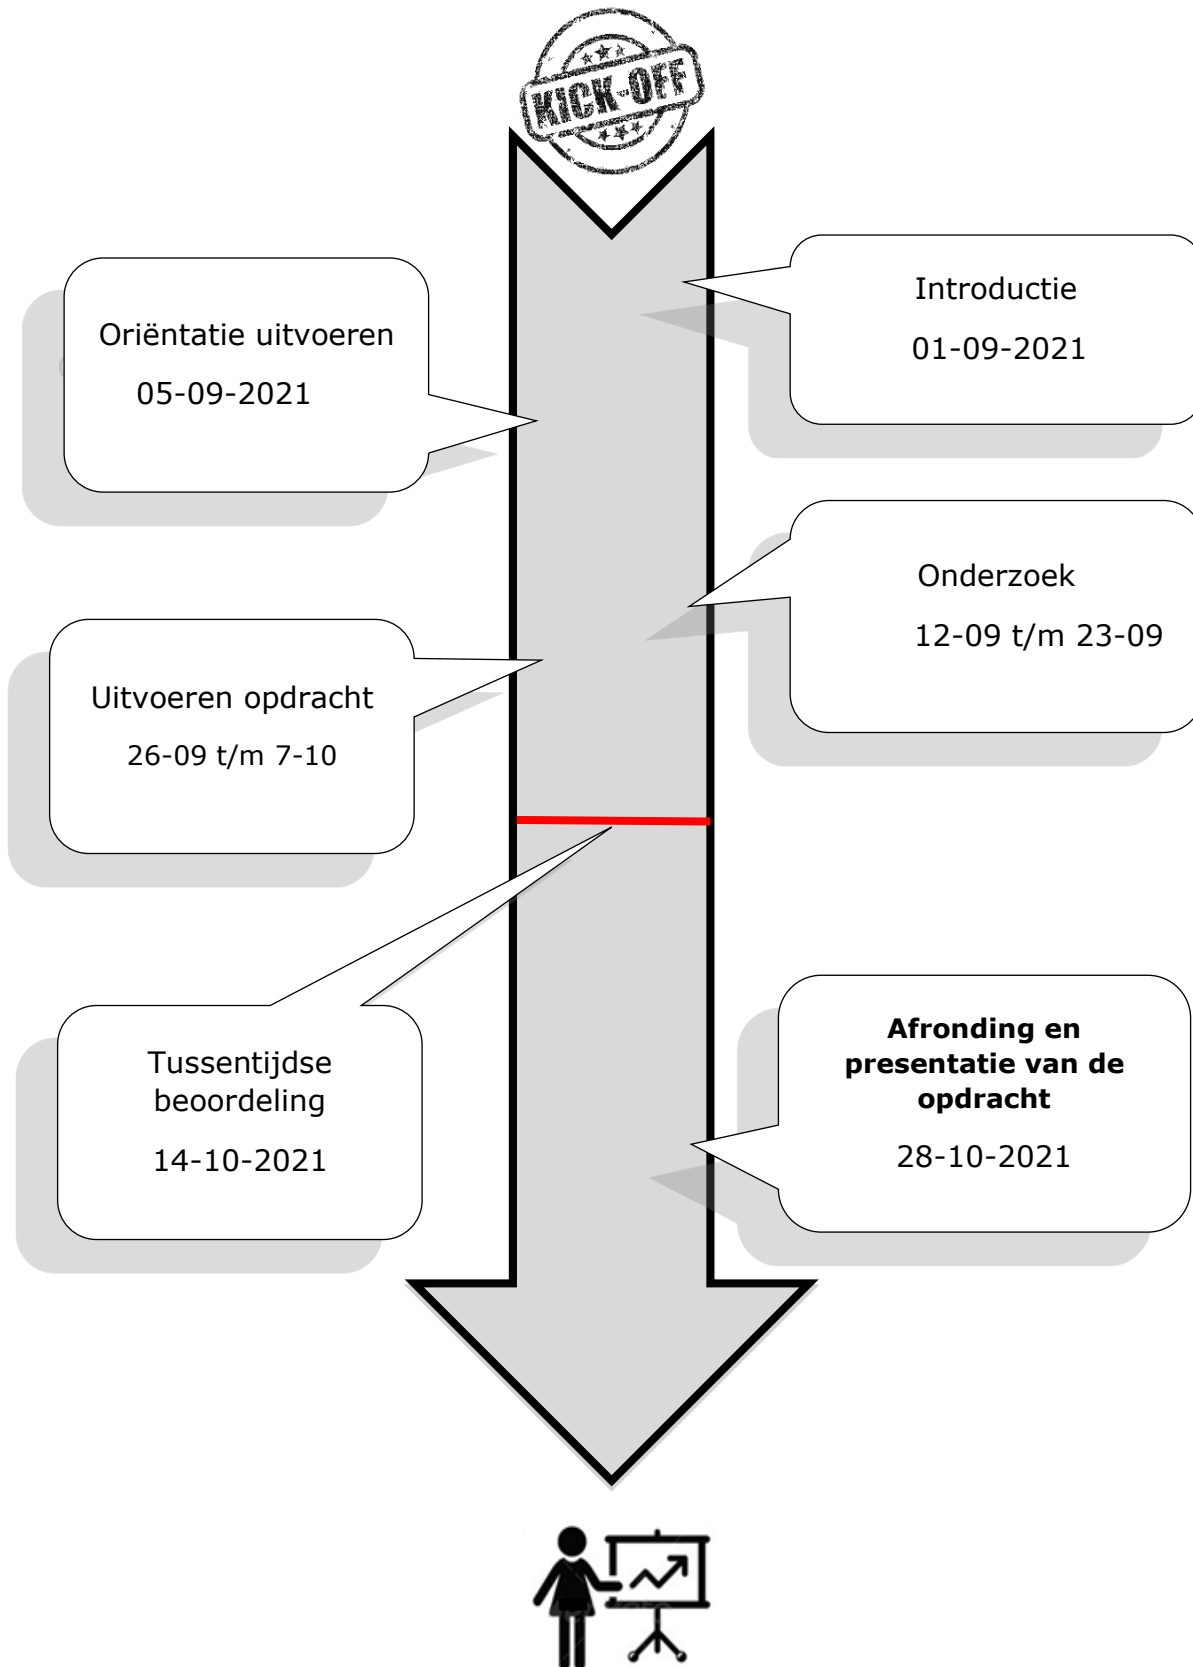 KICK-OFF
Introductie
01-09-2021
Oriëntatie uitvoeren
05-09-2021
Onderzoek
12-09 t/m 23-09
Uitvoeren opdracht
26-09 t/m 7-10
Tussentijdse
beoordeling
14-10-2021
Afronding en
presentatie van de
opdracht
28-10-2021